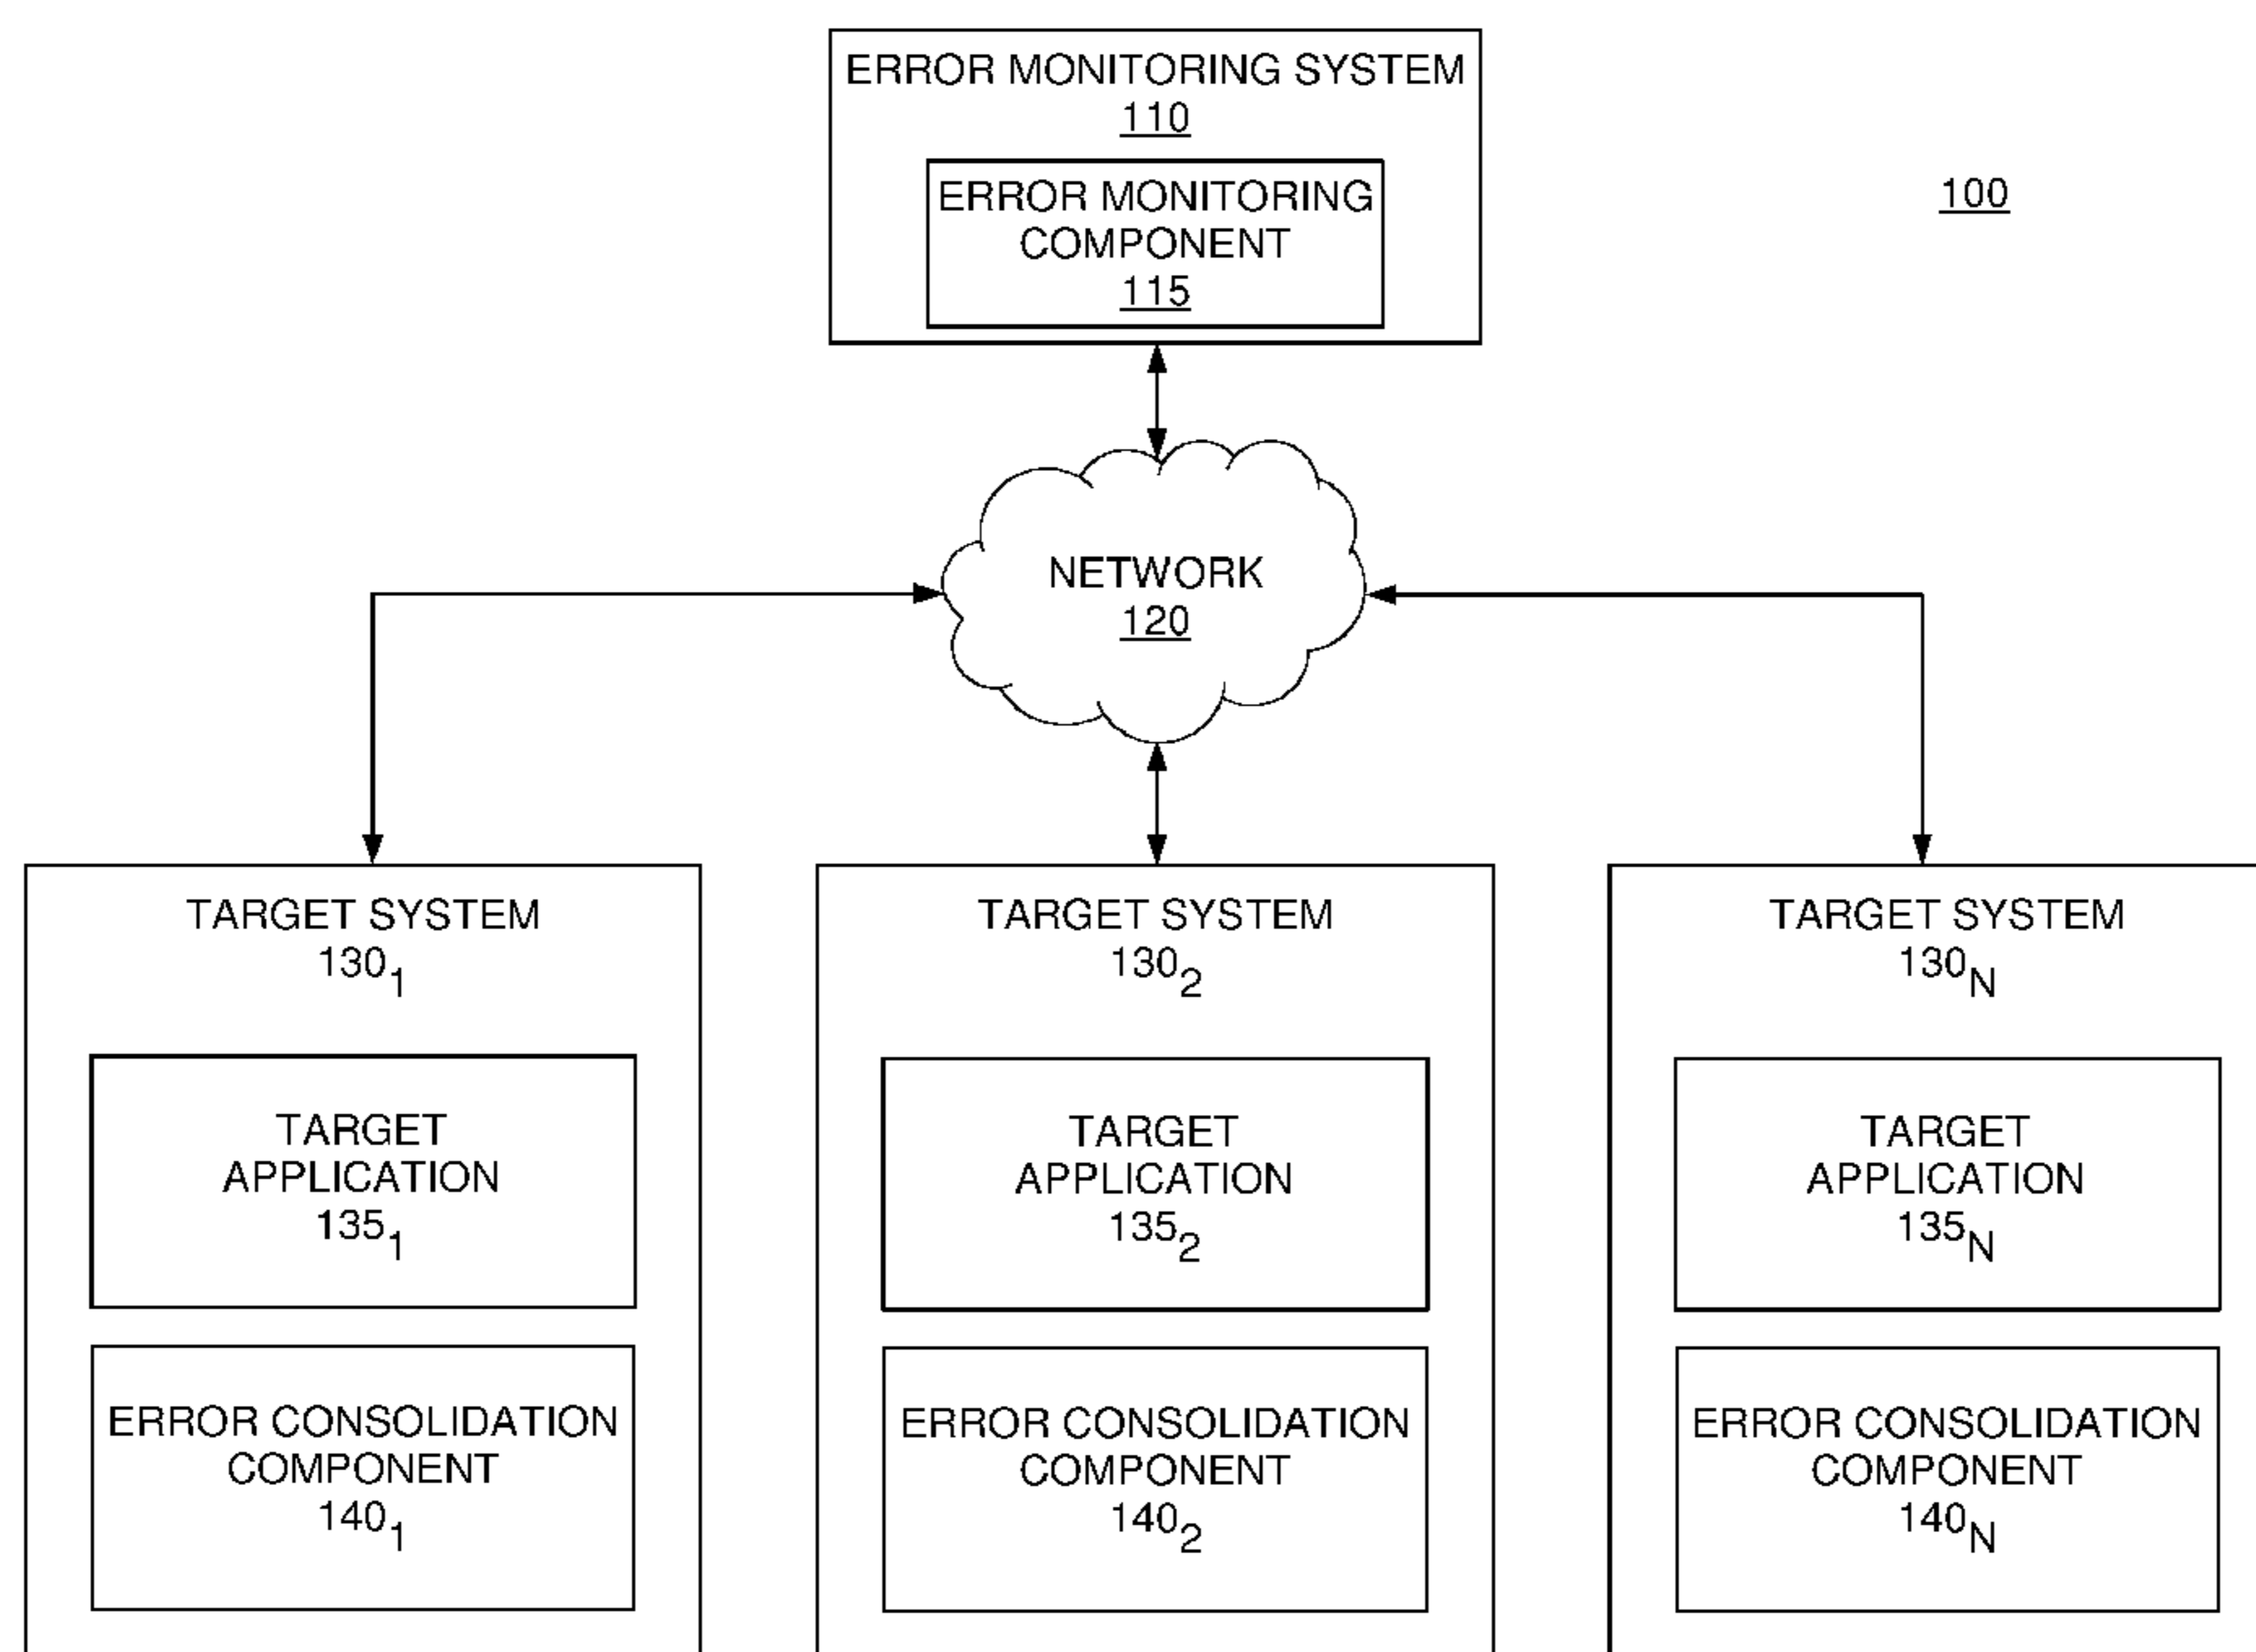 ERROR MONITORING SYSTEM
110
ERROR MONITORING
COMPONENT
115
100
NETWORK
120
TARGET SYSTEM
130₁
TARGET
APPLICATION
135₁
ERROR CONSOLIDATION
COMPONENT
140₁
TARGET SYSTEM
130₂
TARGET
APPLICATION
135₂
ERROR CONSOLIDATION
COMPONENT
140₂
TARGET SYSTEM
130N
TARGET
APPLICATION
135N
ERROR CONSOLIDATION
COMPONENT
140N